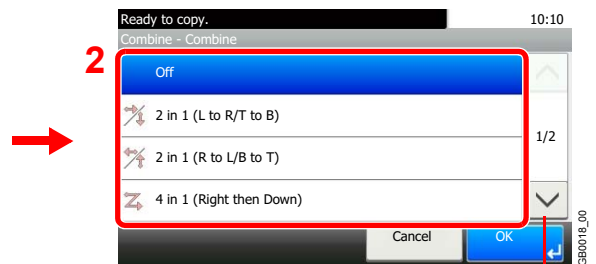 Ready to copy. 10:10
Combine - Combine
2
Off
2 in 1 (L to R/T to B)
1/2
2 in 1 (R to L/B to T)
4 in 1 (Right then Down)
Cancel OK
GB0018_00